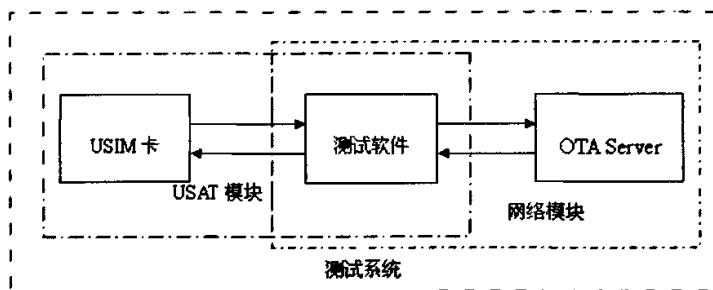 USIM 卡
测试软件
OTA Server
USAT 模块
网络模块
测试系统